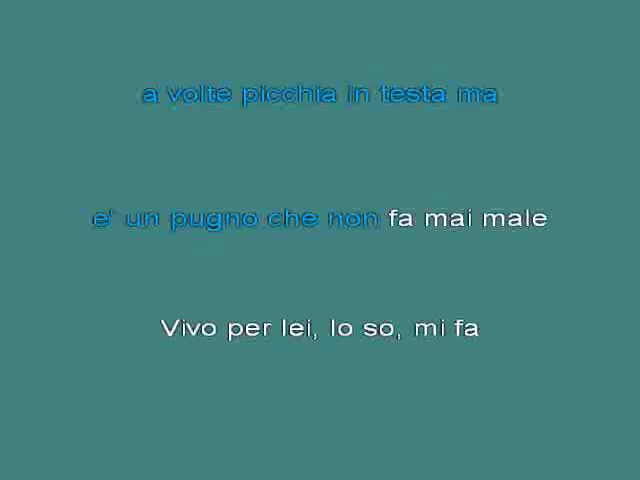 a volte picchia in testa ma
e' un pugno che non fa mai male
Vivo per lei, lo so, mi fa